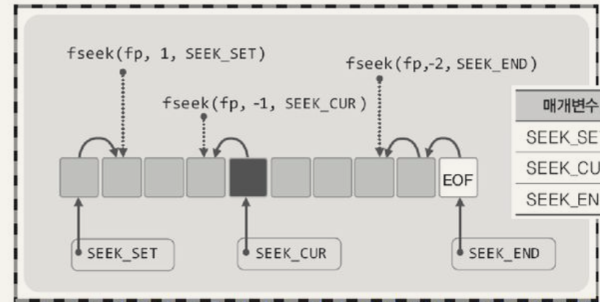 fseek(fp, 1, SEEK_SET)
fseek(fp,-2, SEEK_END)
fseek(fp, -1, SEEK_CUR )
매개변수
SEEK_SE
SEEK_CU
SEEK_EN
EOF
SEEK_SET
SEEK_CUR
SEEK_END